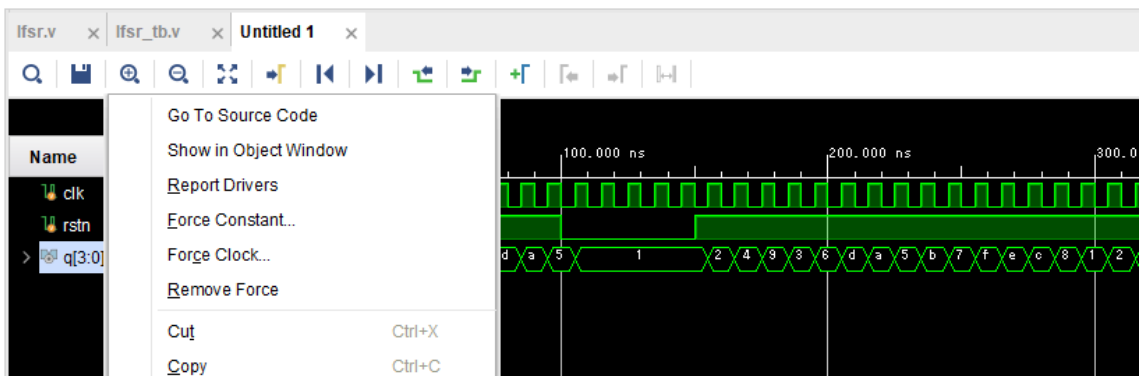 lfsr.v × lfsr_tb.v × Untitled 1 ×
Go To Source Code
Show in Object Window
Report Drivers
Force Constant...
Force Clock...
Remove Force
Cut Ctrl+X
Copy Ctrl+C
Name
clk
rstn
q[3:0]
100.000 ns 200.000 ns 300.0
d a 5 1 2 4 9 3 6 d a 5 b 7 f e c 8 1 2